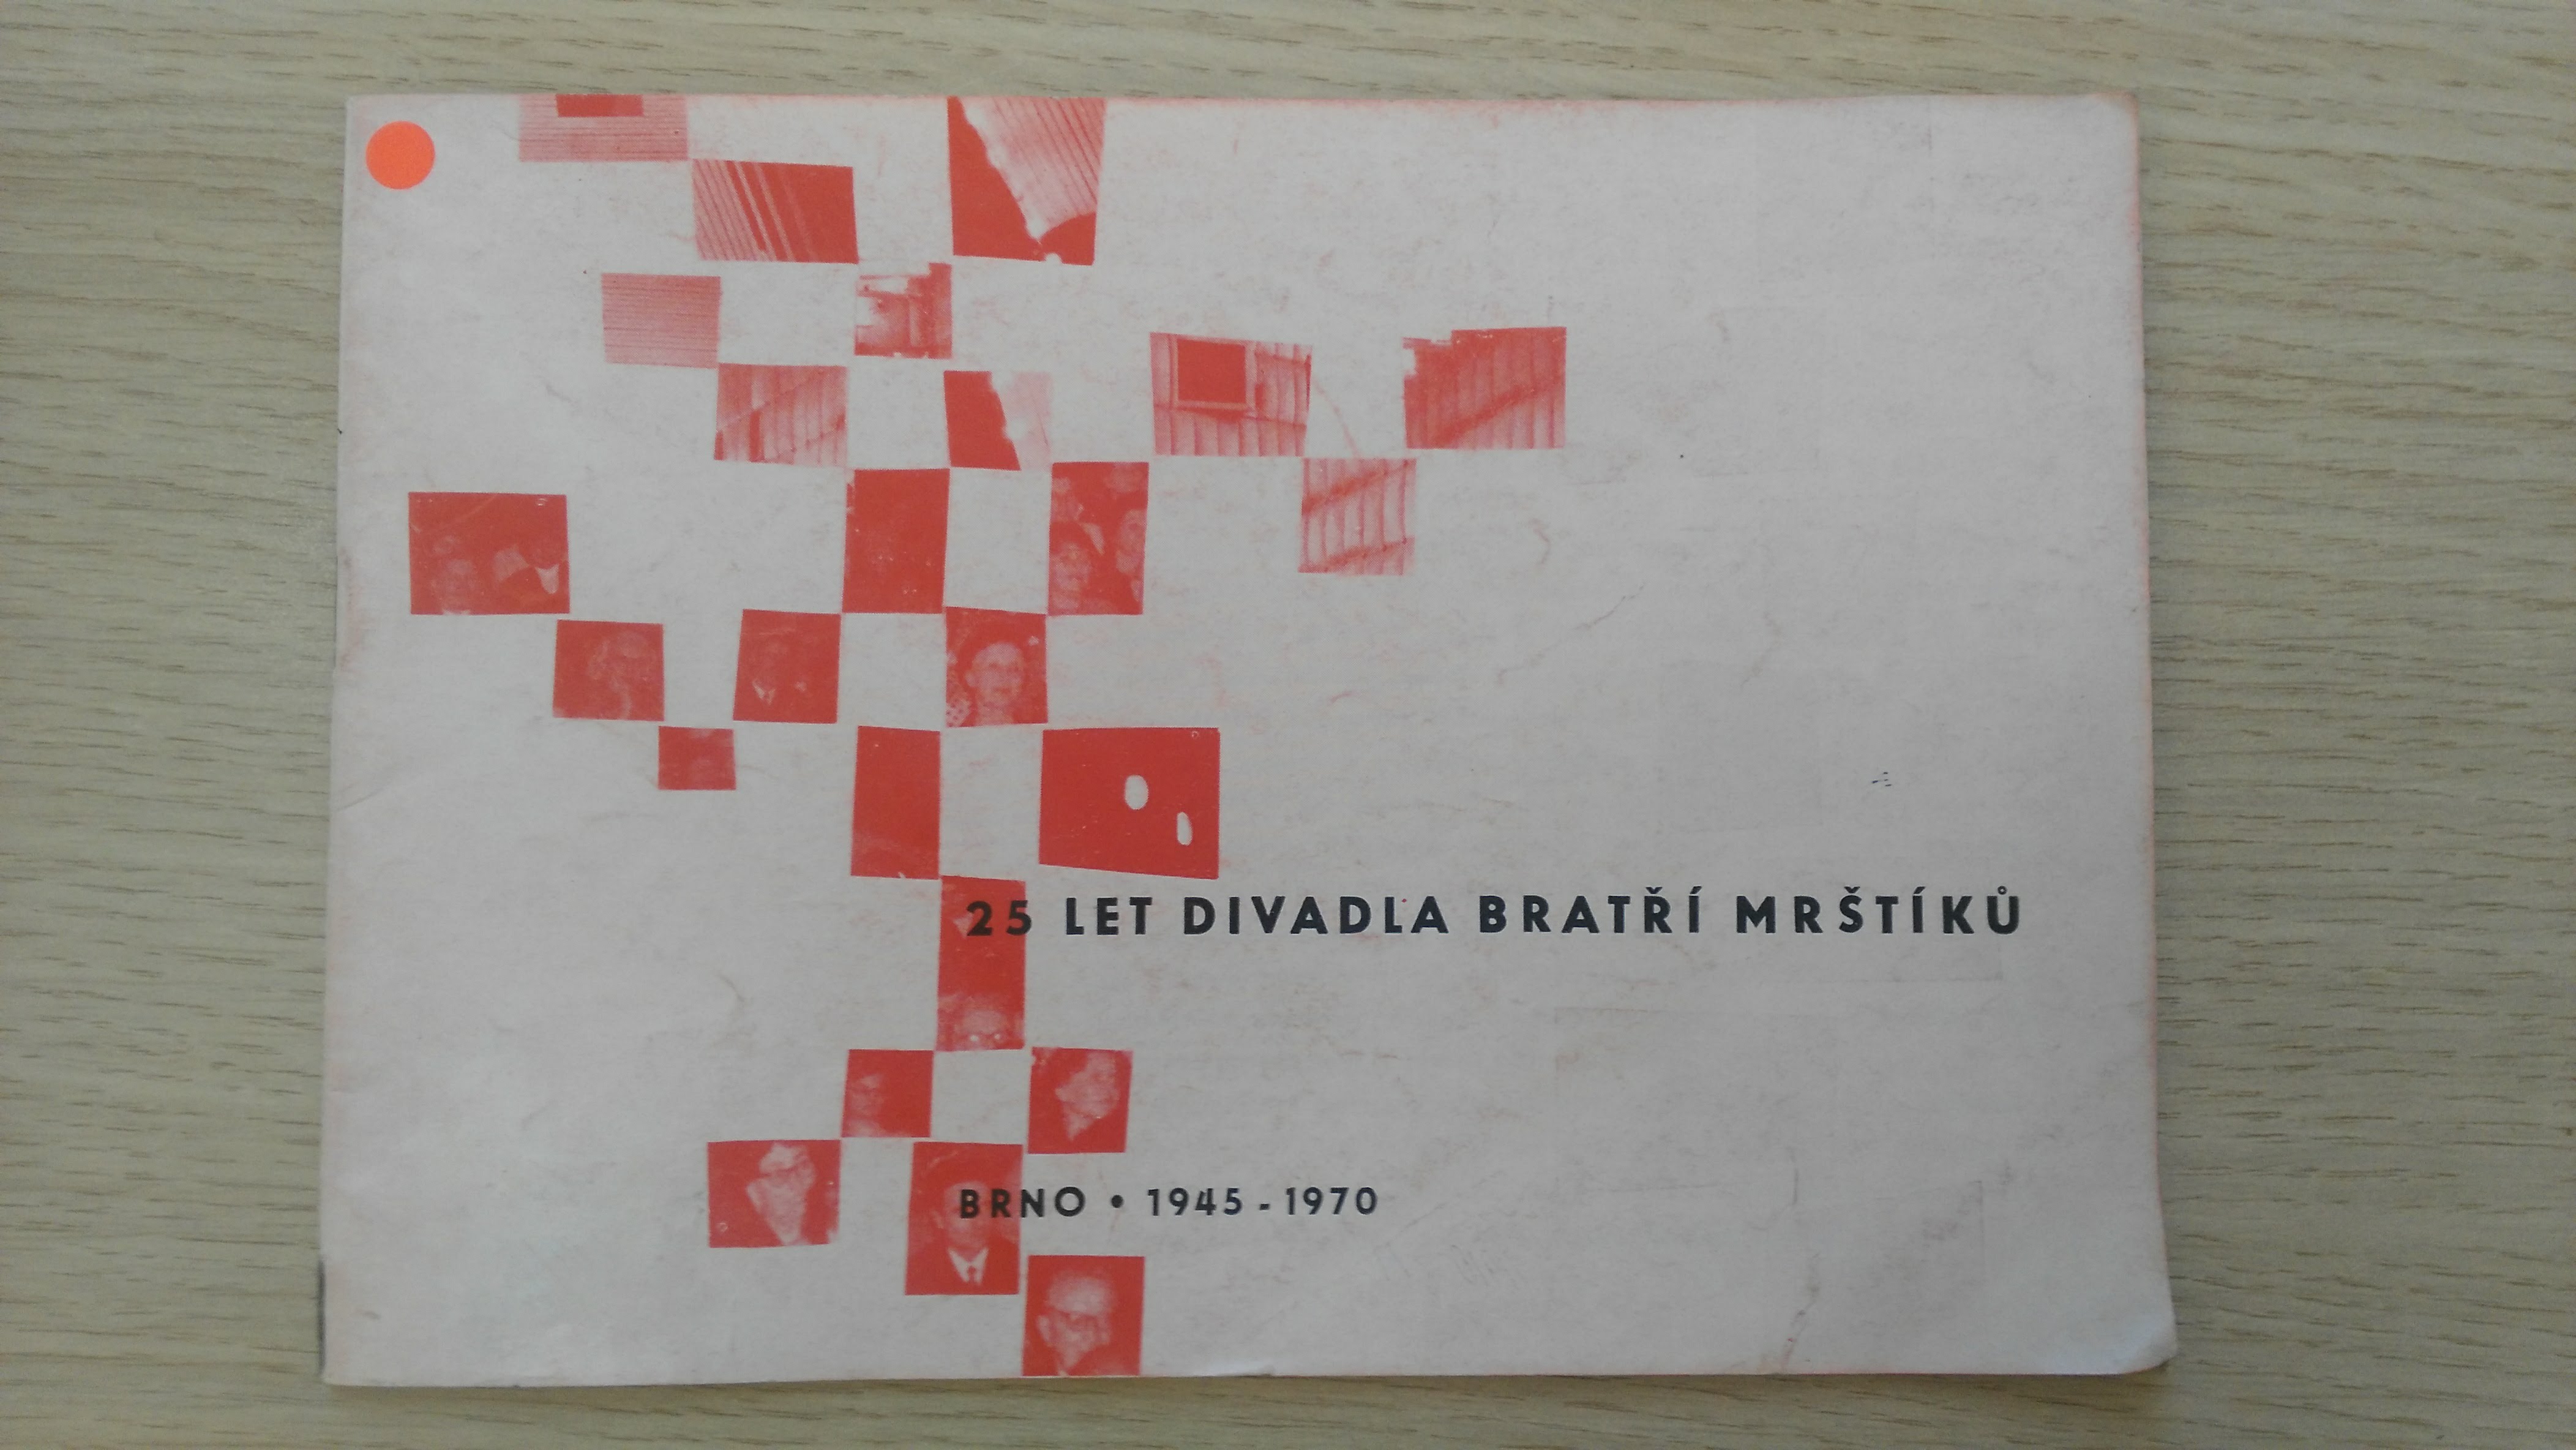 25 LET DIVADLA BRATŘÍ MRŠTÍKŮ
BRNO • 1945 - 1970